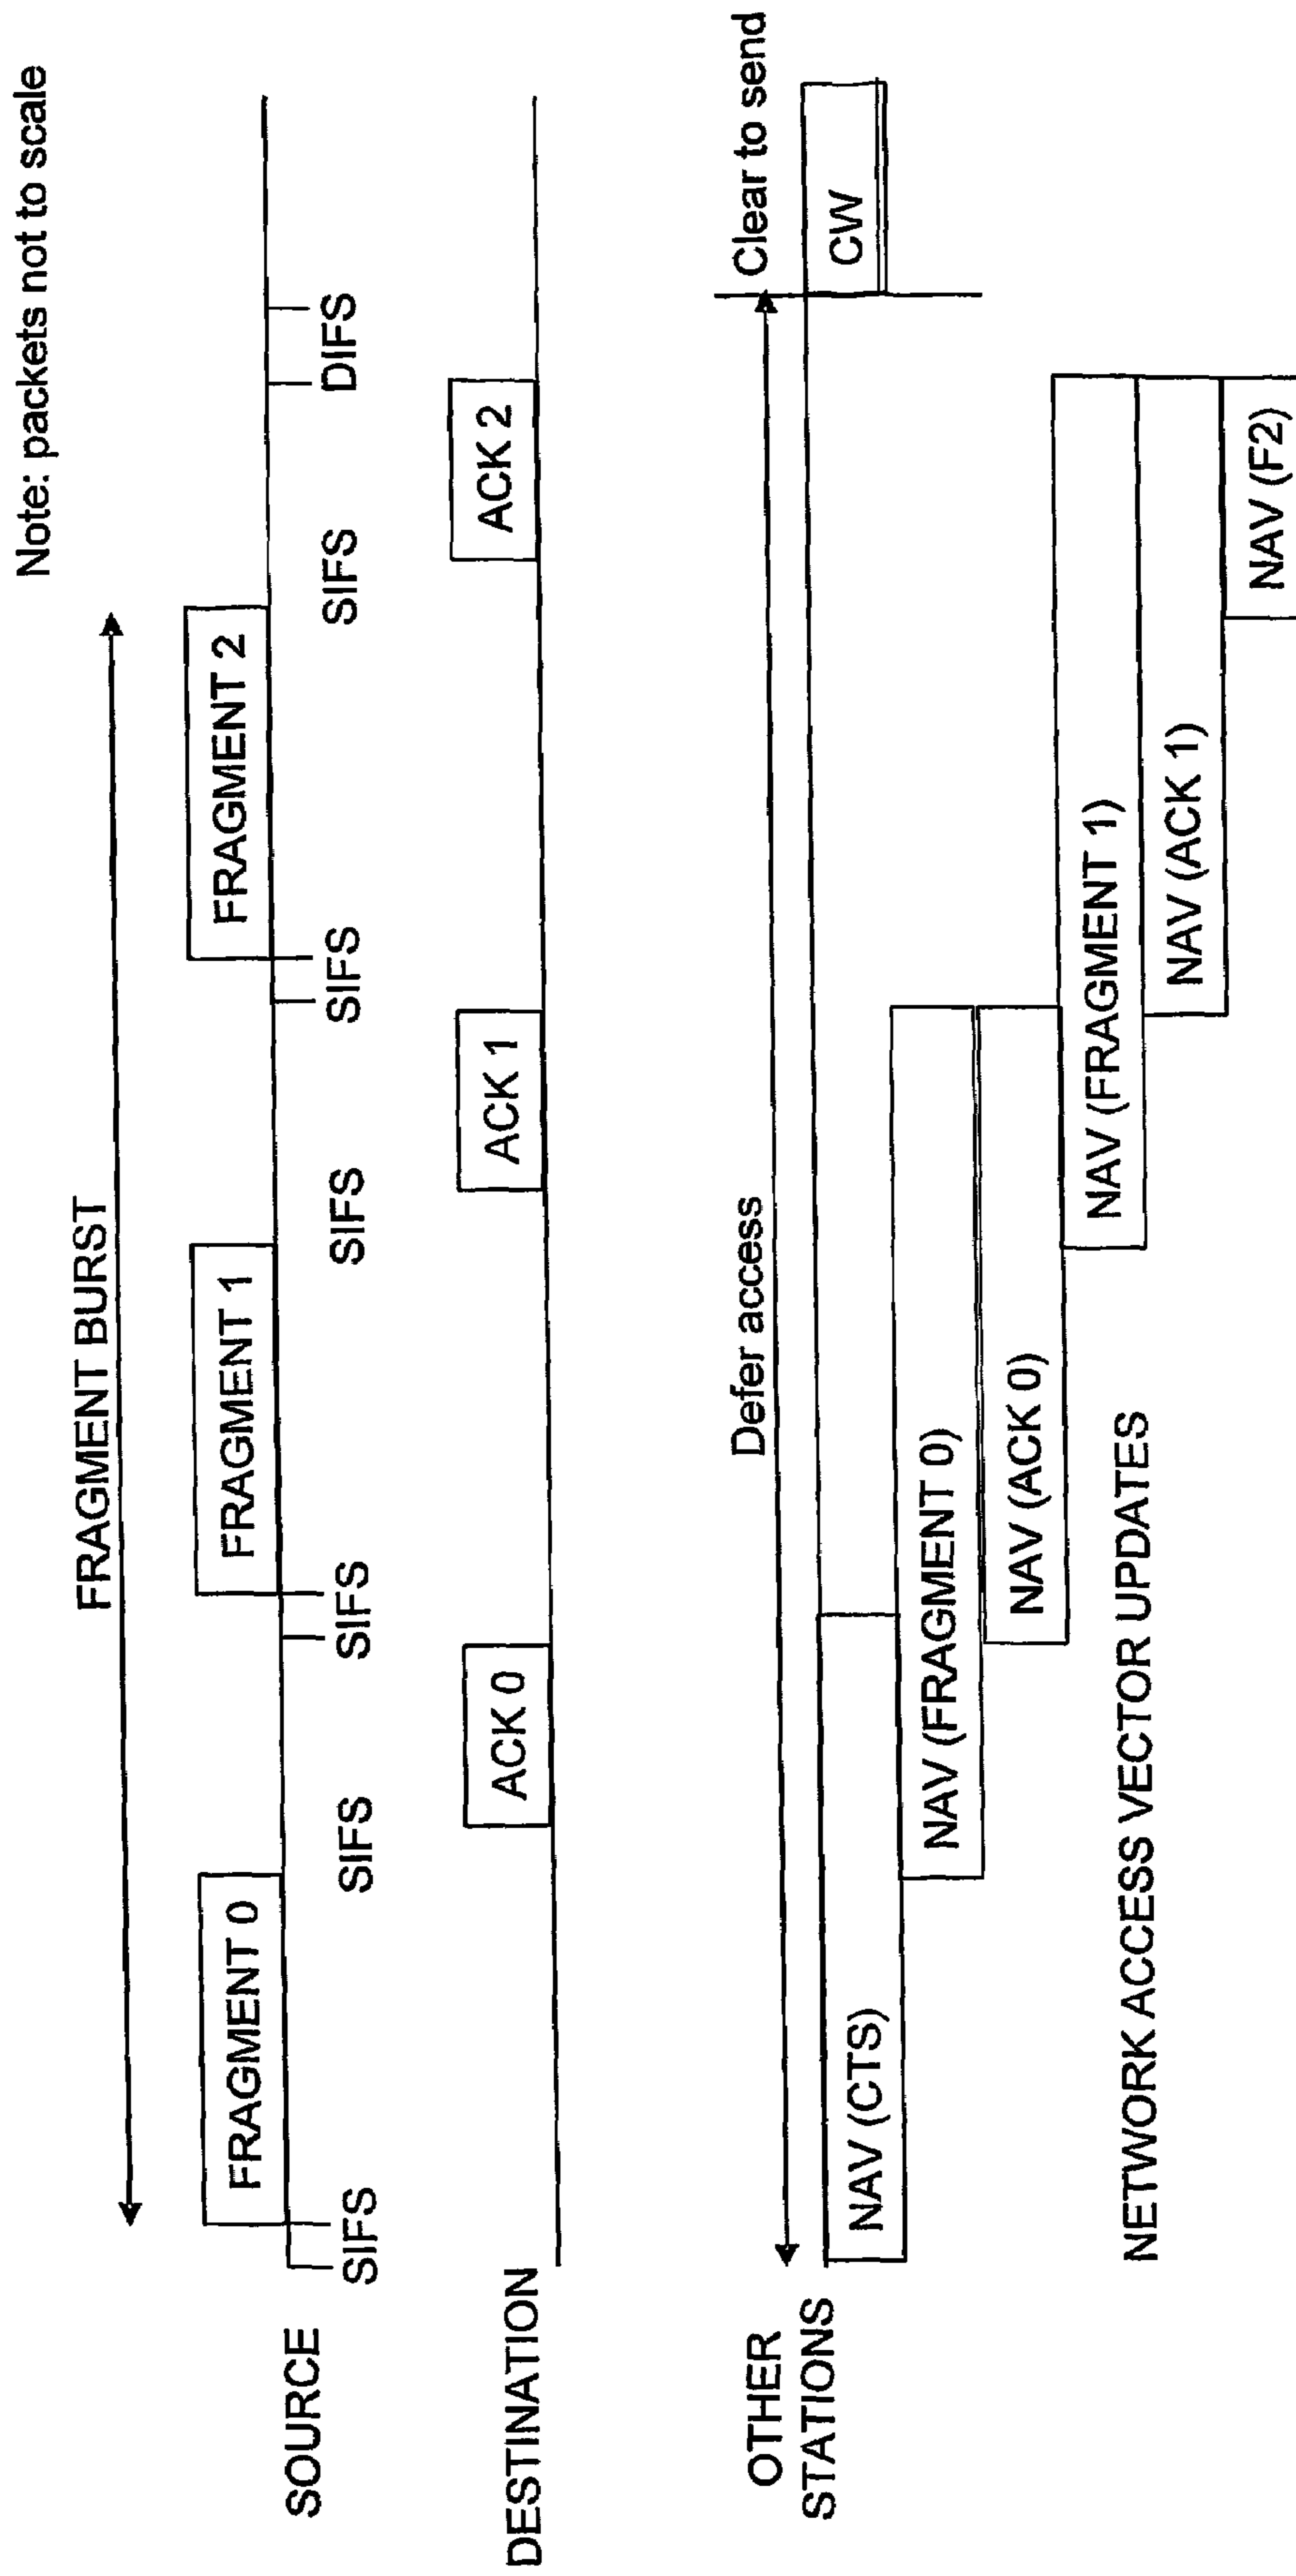 Note: packets not to scale
FRAGMENT BURST
FRAGMENT 0
FRAGMENT 1
FRAGMENT 2
SOURCE
SIFS
SIFS
SIFS
SIFS
SIFS
SIFS
DIFS
ACK 0
ACK 1
ACK 2
DESTINATION
Defer access
Clear to send
OTHER
STATIONS
CW
NAV (CTS)
NAV (FRAGMENT 0)
NAV (ACK 0)
NAV (FRAGMENT 1)
NAV (ACK 1)
NAV (F2)
NETWORK ACCESS VECTOR UPDATES